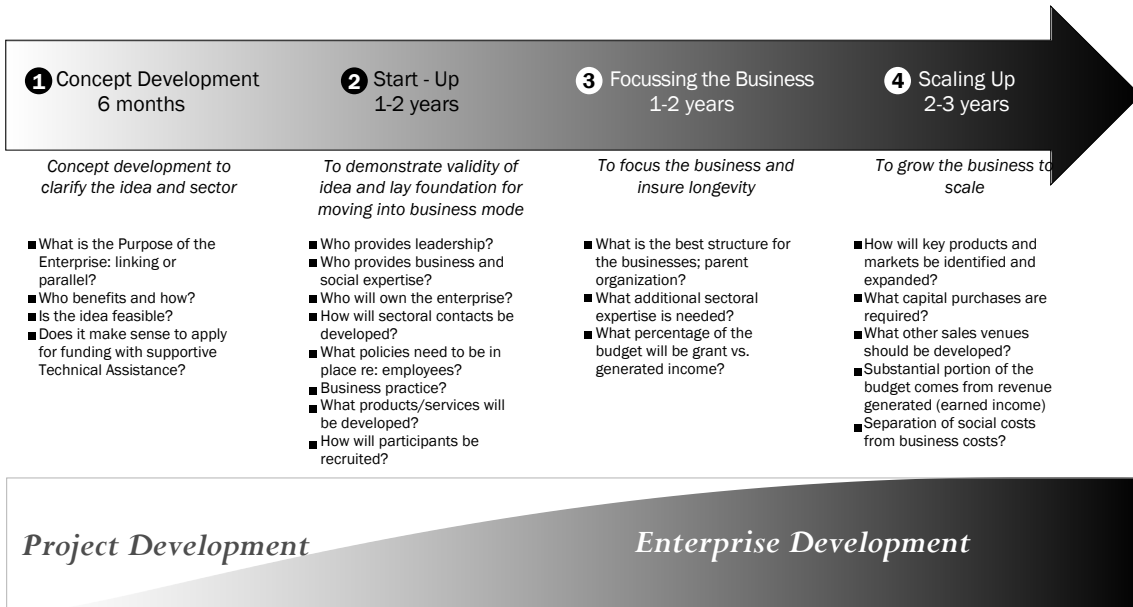 1 Concept Development
6 months
2 Start - Up
1-2 years
3 Focussing the Business
1-2 years
4 Scaling Up
2-3 years
Concept development to
clarify the idea and sector
To demonstrate validity of
idea and lay foundation for
moving into business mode
To focus the business and
insure longevity
To grow the business to
scale
■ What is the Purpose of the
Enterprise: linking or
parallel?
■ Who benefits and how?
■ Is the idea feasible?
■ Does it make sense to apply
for funding with supportive
Technical Assistance?
■ Who provides leadership?
■ Who provides business and
social expertise?
■ Who will own the enterprise?
■ How will sectoral contacts be
developed?
■ What policies need to be in
place re: employees?
■ Business practice?
■ What products/services will
be developed?
■ How will participants be
recruited?
■ What is the best structure for
the businesses; parent
organization?
■ What additional sectoral
expertise is needed?
■ What percentage of the
budget will be grant vs.
generated income?
■ How will key products and
markets be identified and
expanded?
■ What capital purchases are
required?
■ What other sales venues
should be developed?
■ Substantial portion of the
budget comes from revenue
generated (earned income)
■ Separation of social costs
from business costs?
Project Development
Enterprise Development